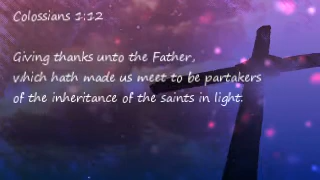 Colossians 1:12
Giving thanks unto the Father,
which hath made us meet to be partakers
of the inheritance of the saints in light.